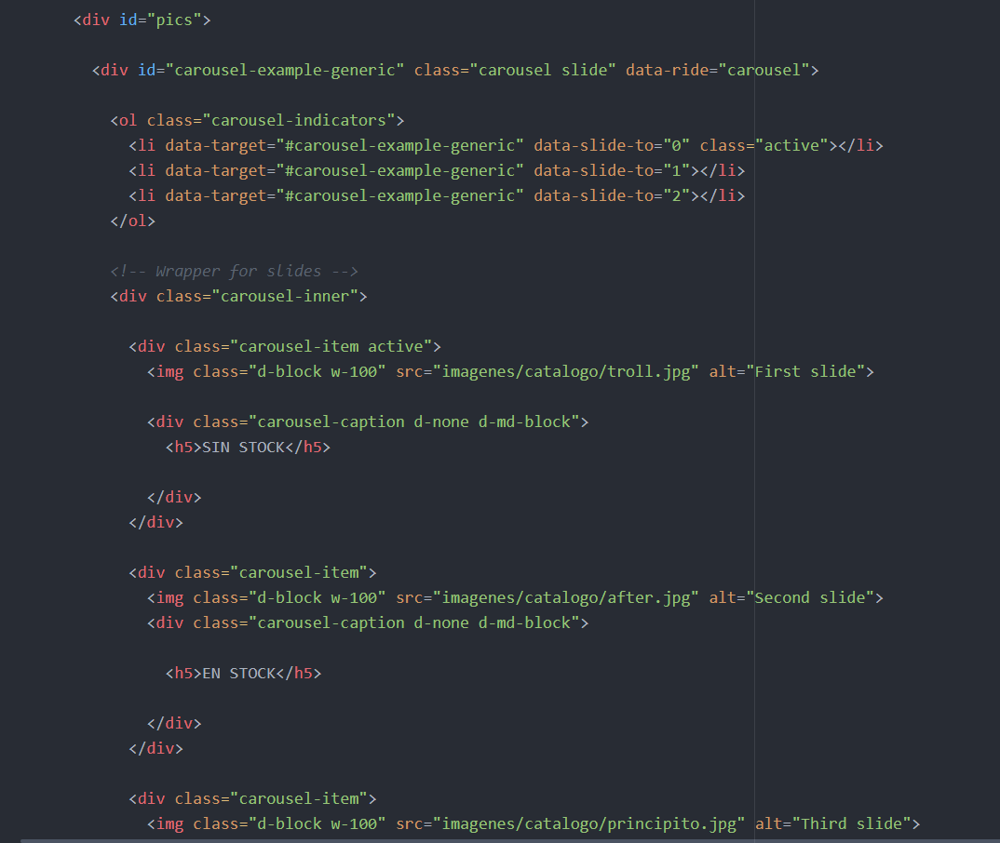 <div id="pics">
<div id="carousel-example-generic" class="carousel slide" data-ride="carousel">
<ol class="carousel-indicators">
<li data-target="#carousel-example-generic" data-slide-to="0" class="active"></li>
<li data-target="#carousel-example-generic" data-slide-to="1"></li>
<li data-target="#carousel-example-generic" data-slide-to="2"></li>
</ol>
<!-- Wrapper for slides -->
<div class="carousel-inner">
<div class="carousel-item active">
<img class="d-block w-100" src="imagenes/catalogo/troll.jpg" alt="First slide">
<div class="carousel-caption d-none d-md-block">
<h5>SIN STOCK</h5>
</div>
</div>
<div class="carousel-item">
<img class="d-block w-100" src="imagenes/catalogo/after.jpg" alt="Second slide">
<div class="carousel-caption d-none d-md-block">
<h5>EN STOCK</h5>
</div>
</div>
<div class="carousel-item">
<img class="d-block w-100" src="imagenes/catalogo/principito.jpg" alt="Third slide">